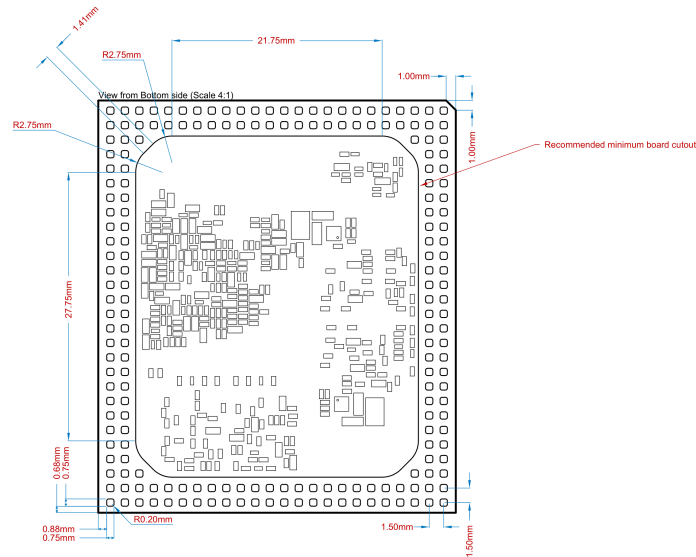 1.41mm
21.75mm
R2.75mm
1.00mm
View from Bottom side (Scale 4:1)
R2.75mm
1.00mm
Recommended minimum board cutout
27.75mm
0.68mm
0.75mm
R0.20mm
0.88mm
0.75mm
1.50mm
1.50mm